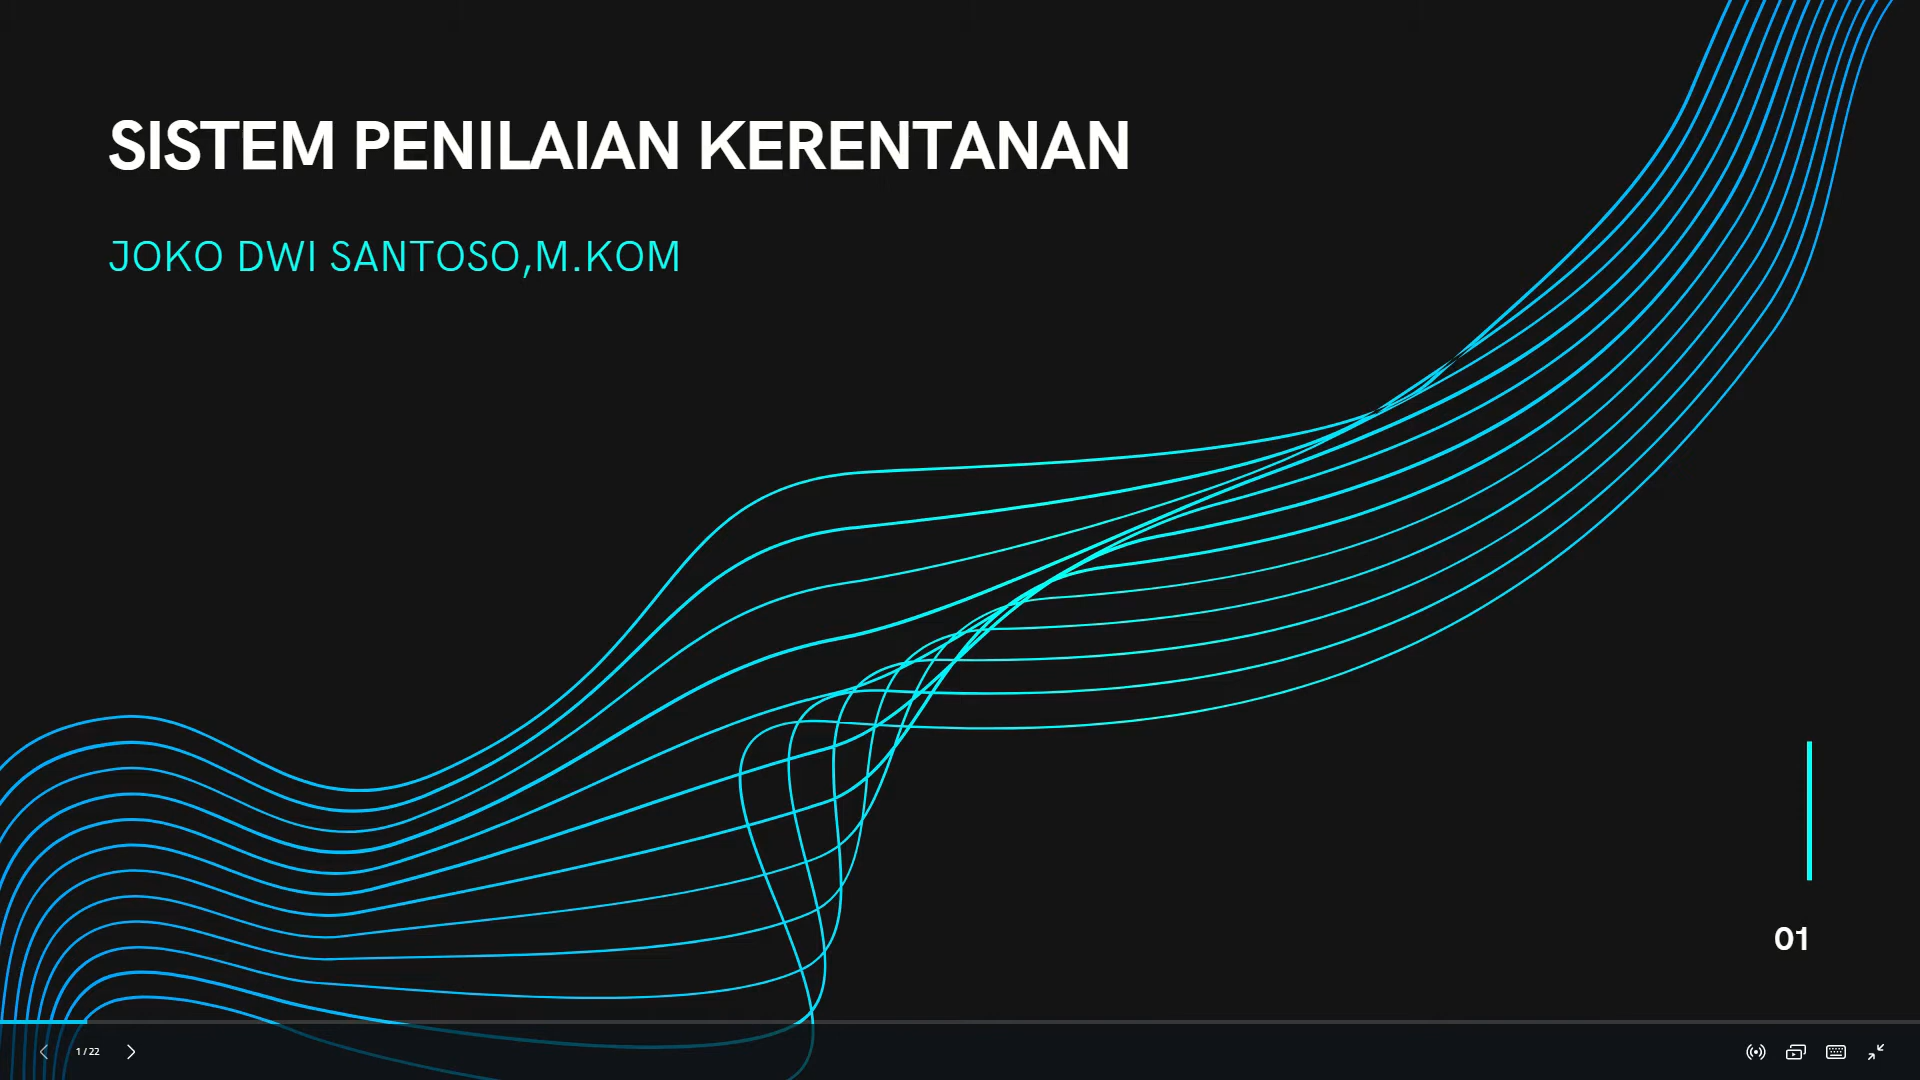 SISTEM PENILAIAN KERENTANAN
JOKO DWI SANTOSO,M.KOM
01
1 / 22